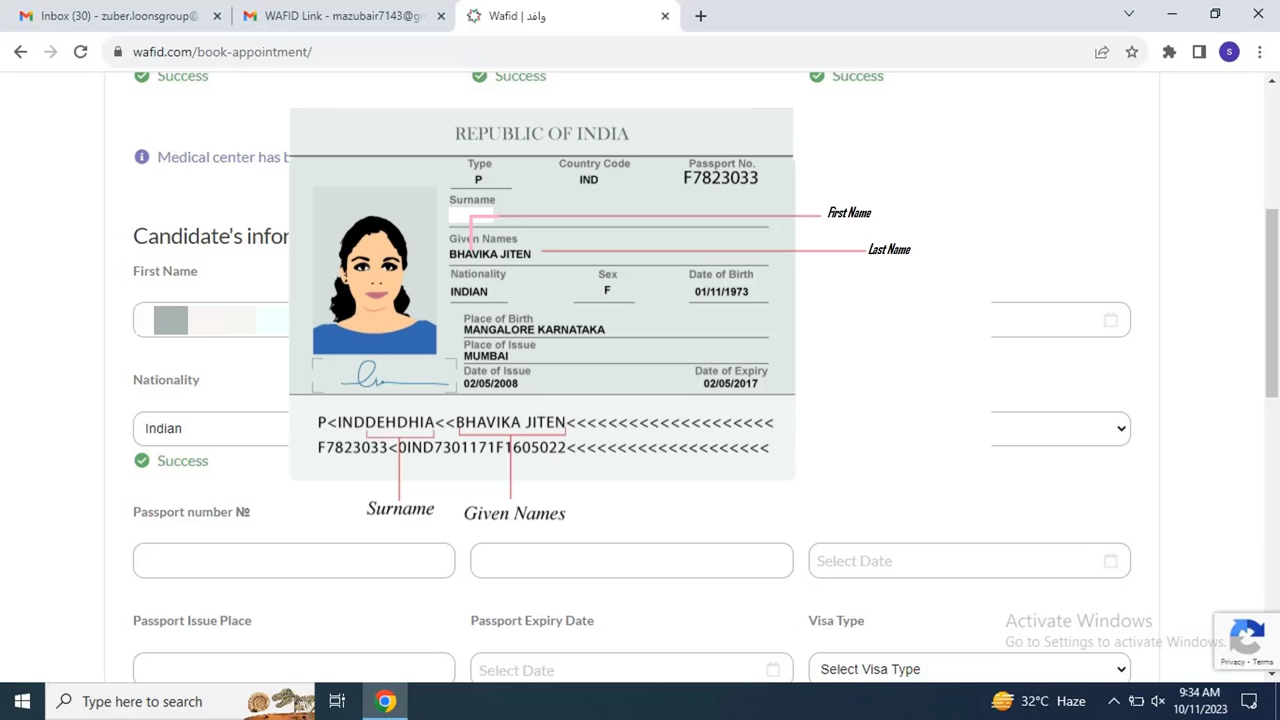 Inbox (30) - zuber.loonsgroup@
WAFID Link - mazubair7143@g
Wafid | وافد
wafid.com/book-appointment/
S
Success
Success
Success
Medical center has b
REPUBLIC OF INDIA
Type
Country Code
Passport No.
P
IND
F7823033
Surname
First Name
Given Names
BHAVIKA JITEN
Last Name
Nationality
Sex
Date of Birth
INDIAN
F
01/11/1973
Place of Birth
MANGALORE KARNATAKA
Place of Issue
MUMBAI
Date of Issue
Date of Expiry
02/05/2008
02/05/2017
P<INDDEHDHIA<<BHAVIKA JITEN<<<<<<<<<<<<<<<<<<<<
F7823033<0IND7301171F1605022<<<<<<<<<<<<<<<<<<<<
Surname
Given Names
Candidate's infor
First Name
Nationality
Indian
Success
Passport number №
Select Date
Passport Issue Place
Passport Expiry Date
Visa Type
Select Date
Select Visa Type
Activate Windows
Go to Settings to activate Windows.
Privacy - Terms
Type here to search
32°C Haze
9:34 AM
10/11/2023